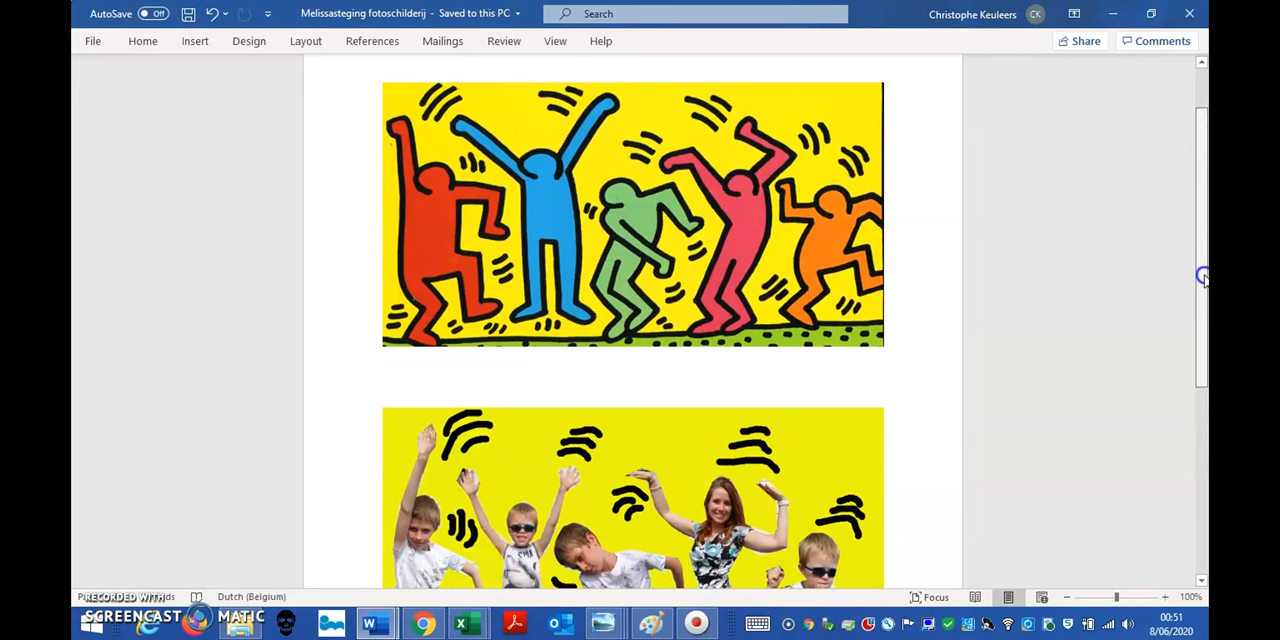 AutoSave Off Melissasteging fotoschilderij - Saved to this PC Search Christophe Keuleers CK
File Home Insert Design Layout References Mailings Review View Help Share Comments
Dutch (Belgium) Focus 100%
RECORDED WITH
SCREENCAST MATIC
00:51
8/06/2020